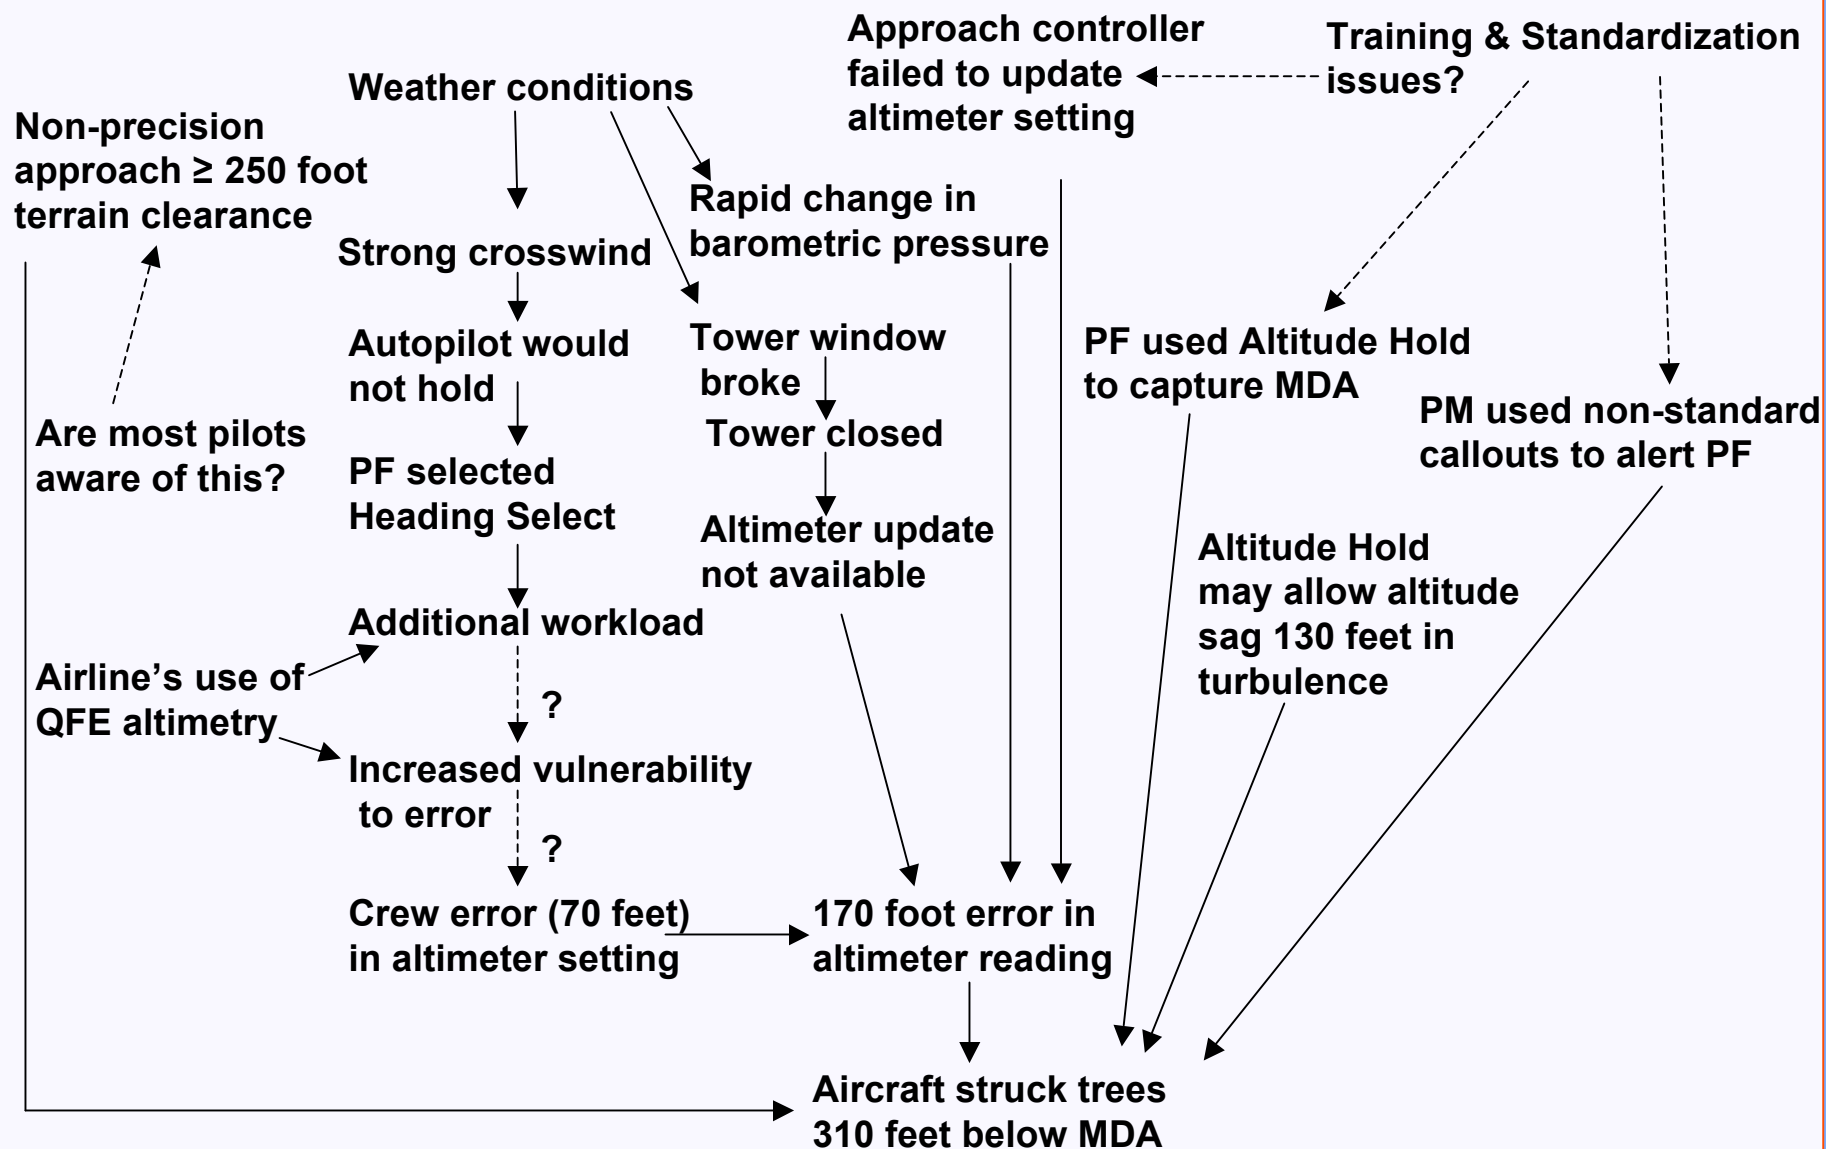 Approach controller
failed to update
altimeter setting
Training & Standardization
issues?
Weather conditions
Non-precision
approach ≥ 250 foot
terrain clearance
Rapid change in
barometric pressure
Strong crosswind
Autopilot would
not hold
Tower window
broke
PF used Altitude Hold
to capture MDA
Are most pilots
aware of this?
Tower closed
PM used non-standard
callouts to alert PF
PF selected
Heading Select
Altimeter update
not available
Altitude Hold
may allow altitude
sag 130 feet in
turbulence
Additional workload
Airline’s use of
QFE altimetry
?
Increased vulnerability
to error
?
Crew error (70 feet)
in altimeter setting
170 foot error in
altimeter reading
Aircraft struck trees
310 feet below MDA